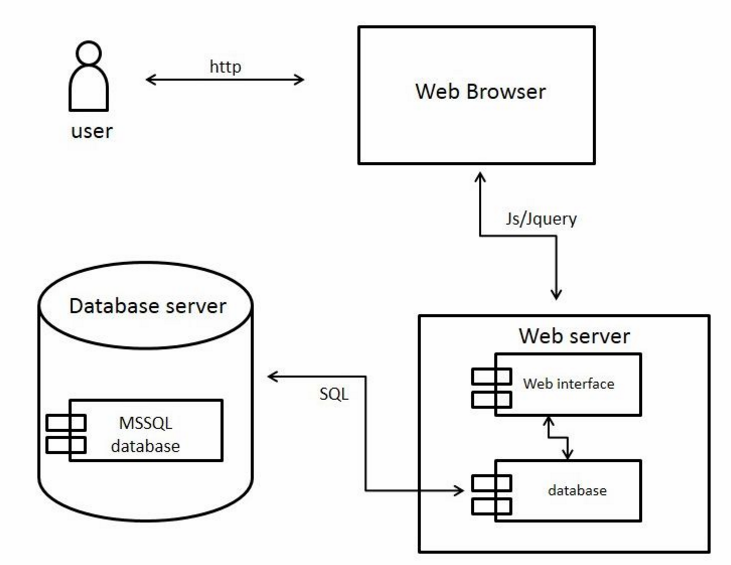 http
user
Web Browser
Js/Jquery
Database server
MSSQL
database
SQL
Web server
Web interface
database